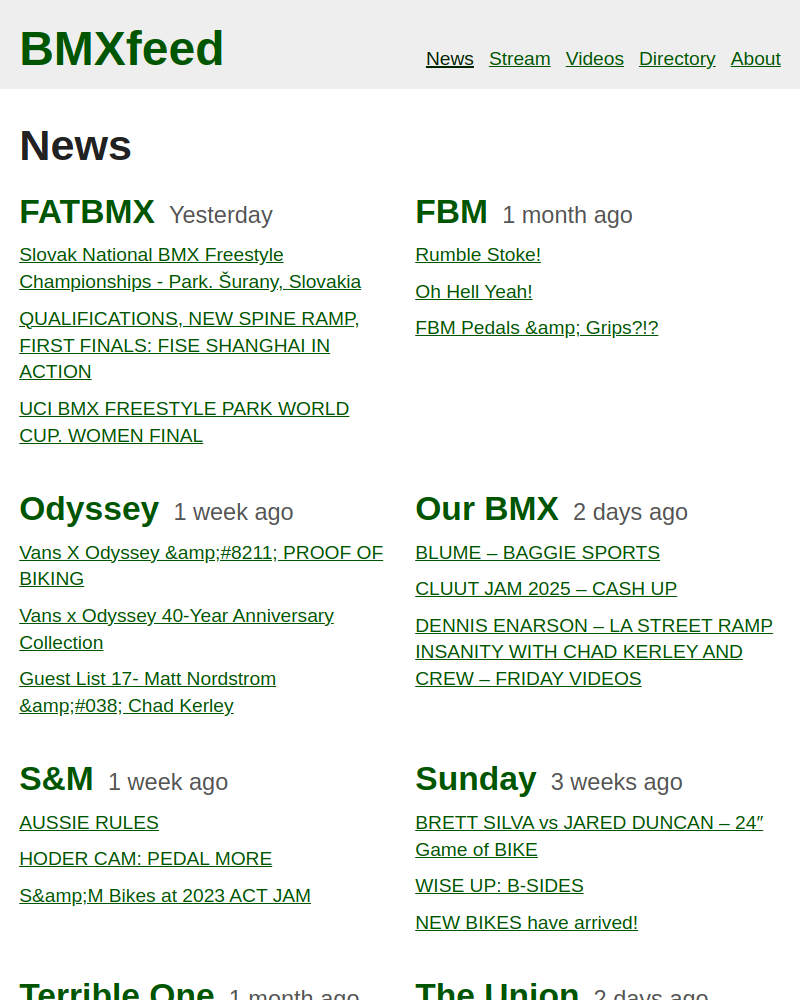 BMXfeed
News Stream Videos Directory About
News
FATBMX Yesterday
Slovak National BMX Freestyle
Championships - Park. Šurany, Slovakia
QUALIFICATIONS, NEW SPINE RAMP,
FIRST FINALS: FISE SHANGHAI IN
ACTION
UCI BMX FREESTYLE PARK WORLD
CUP. WOMEN FINAL
FBM 1 month ago
Rumble Stoke!
Oh Hell Yeah!
FBM Pedals &amp; Grips?!?
Odyssey 1 week ago
Vans X Odyssey &amp;#8211; PROOF OF
BIKING
Vans x Odyssey 40-Year Anniversary
Collection
Guest List 17- Matt Nordstrom
&amp;#038; Chad Kerley
Our BMX 2 days ago
BLUME – BAGGIE SPORTS
CLUUT JAM 2025 – CASH UP
DENNIS ENARSON – LA STREET RAMP
INSANITY WITH CHAD KERLEY AND
CREW – FRIDAY VIDEOS
S&M 1 week ago
AUSSIE RULES
HODER CAM: PEDAL MORE
S&amp;M Bikes at 2023 ACT JAM
Sunday 3 weeks ago
BRETT SILVA vs JARED DUNCAN – 24″
Game of BIKE
WISE UP: B-SIDES
NEW BIKES have arrived!
Terrible One 1 month ago
The Union 2 days ago